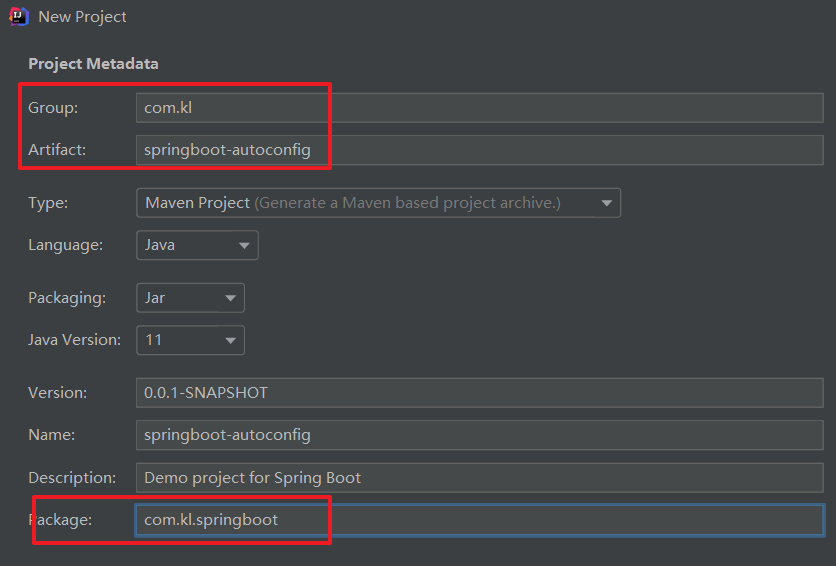 New Project
Project Metadata
Group: com.kl
Artifact: springboot-autoconfig
Type: Maven Project (Generate a Maven based project archive.)
Language: Java
Packaging: Jar
Java Version: 11
Version: 0.0.1-SNAPSHOT
Name: springboot-autoconfig
Description: Demo project for Spring Boot
Package: com.kl.springboot